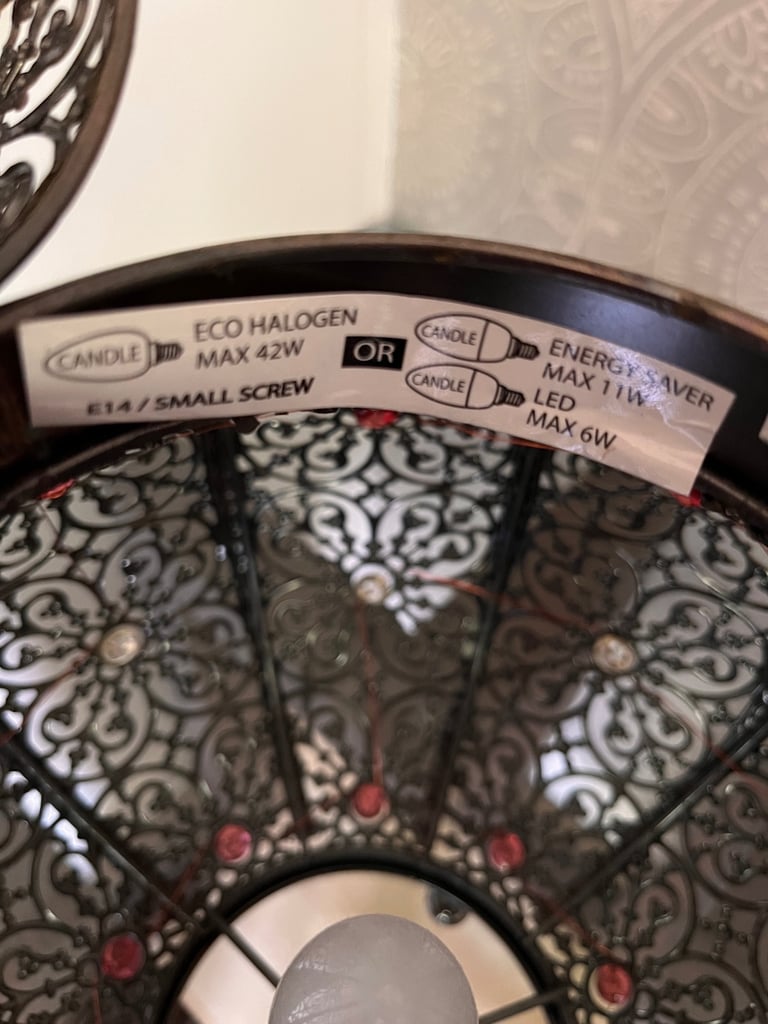 CANDLE
ECO HALOGEN
MAX 42W
E14 / SMALL SCREW
OR
CANDLE
ENERGY SAVER
MAX 11W
CANDLE
LED
MAX 6W